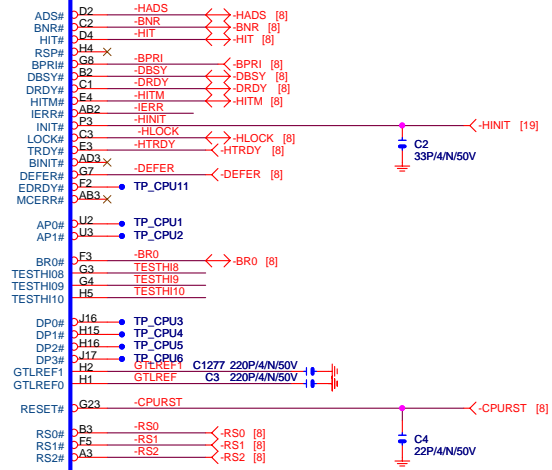 ADS# D2 -HADS -HADS [8]
BNR# C2 -BNR -BNR [8]
HIT# D4 -HIT -HIT [8]
RSP# H4
BPRI# G8 -BPRI -BPRI [8]
DBSY# B2 -DBSY -DBSY [8]
DRDY# C1 -DRDY -DRDY [8]
HITM# E4 -HITM -HITM [8]
IERR# AB2 -IERR
INIT# P3 -HINIT -HINIT [19]
LOCK# C3 -HLOCK -HLOCK [8]
TRDY# E3 -HTRDY -HTRDY [8]
C2
33P/4/N/50V
BINIT# AD3
DEFER# G7 -DEFER -DEFER [8]
EDRDY# F2 TP_CPU11
MCERR# AB3
AP0# U2 TP_CPU1
AP1# U3 TP_CPU2
BR0# F3 -BR0 -BR0 [8]
TESTHI08 G3 TESTHI8
TESTHI09 G4 TESTHI9
TESTHI10 H5 TESTHI10
DP0# J16 TP_CPU3
DP1# H15 TP_CPU4
DP2# H16 TP_CPU5
DP3# J17 TP_CPU6
GTLREF1 H2 GTLREF1 C1277 220P/4/N/50V
GTLREF0 H1 GTLREF C3 220P/4/N/50V
RESET# G23 -CPURST -CPURST [8]
RS0# B3 -RS0 -RS0 [8]
RS1# F5 -RS1 -RS1 [8]
RS2# A3 -RS2 -RS2 [8]
C4
22P/4/N/50V